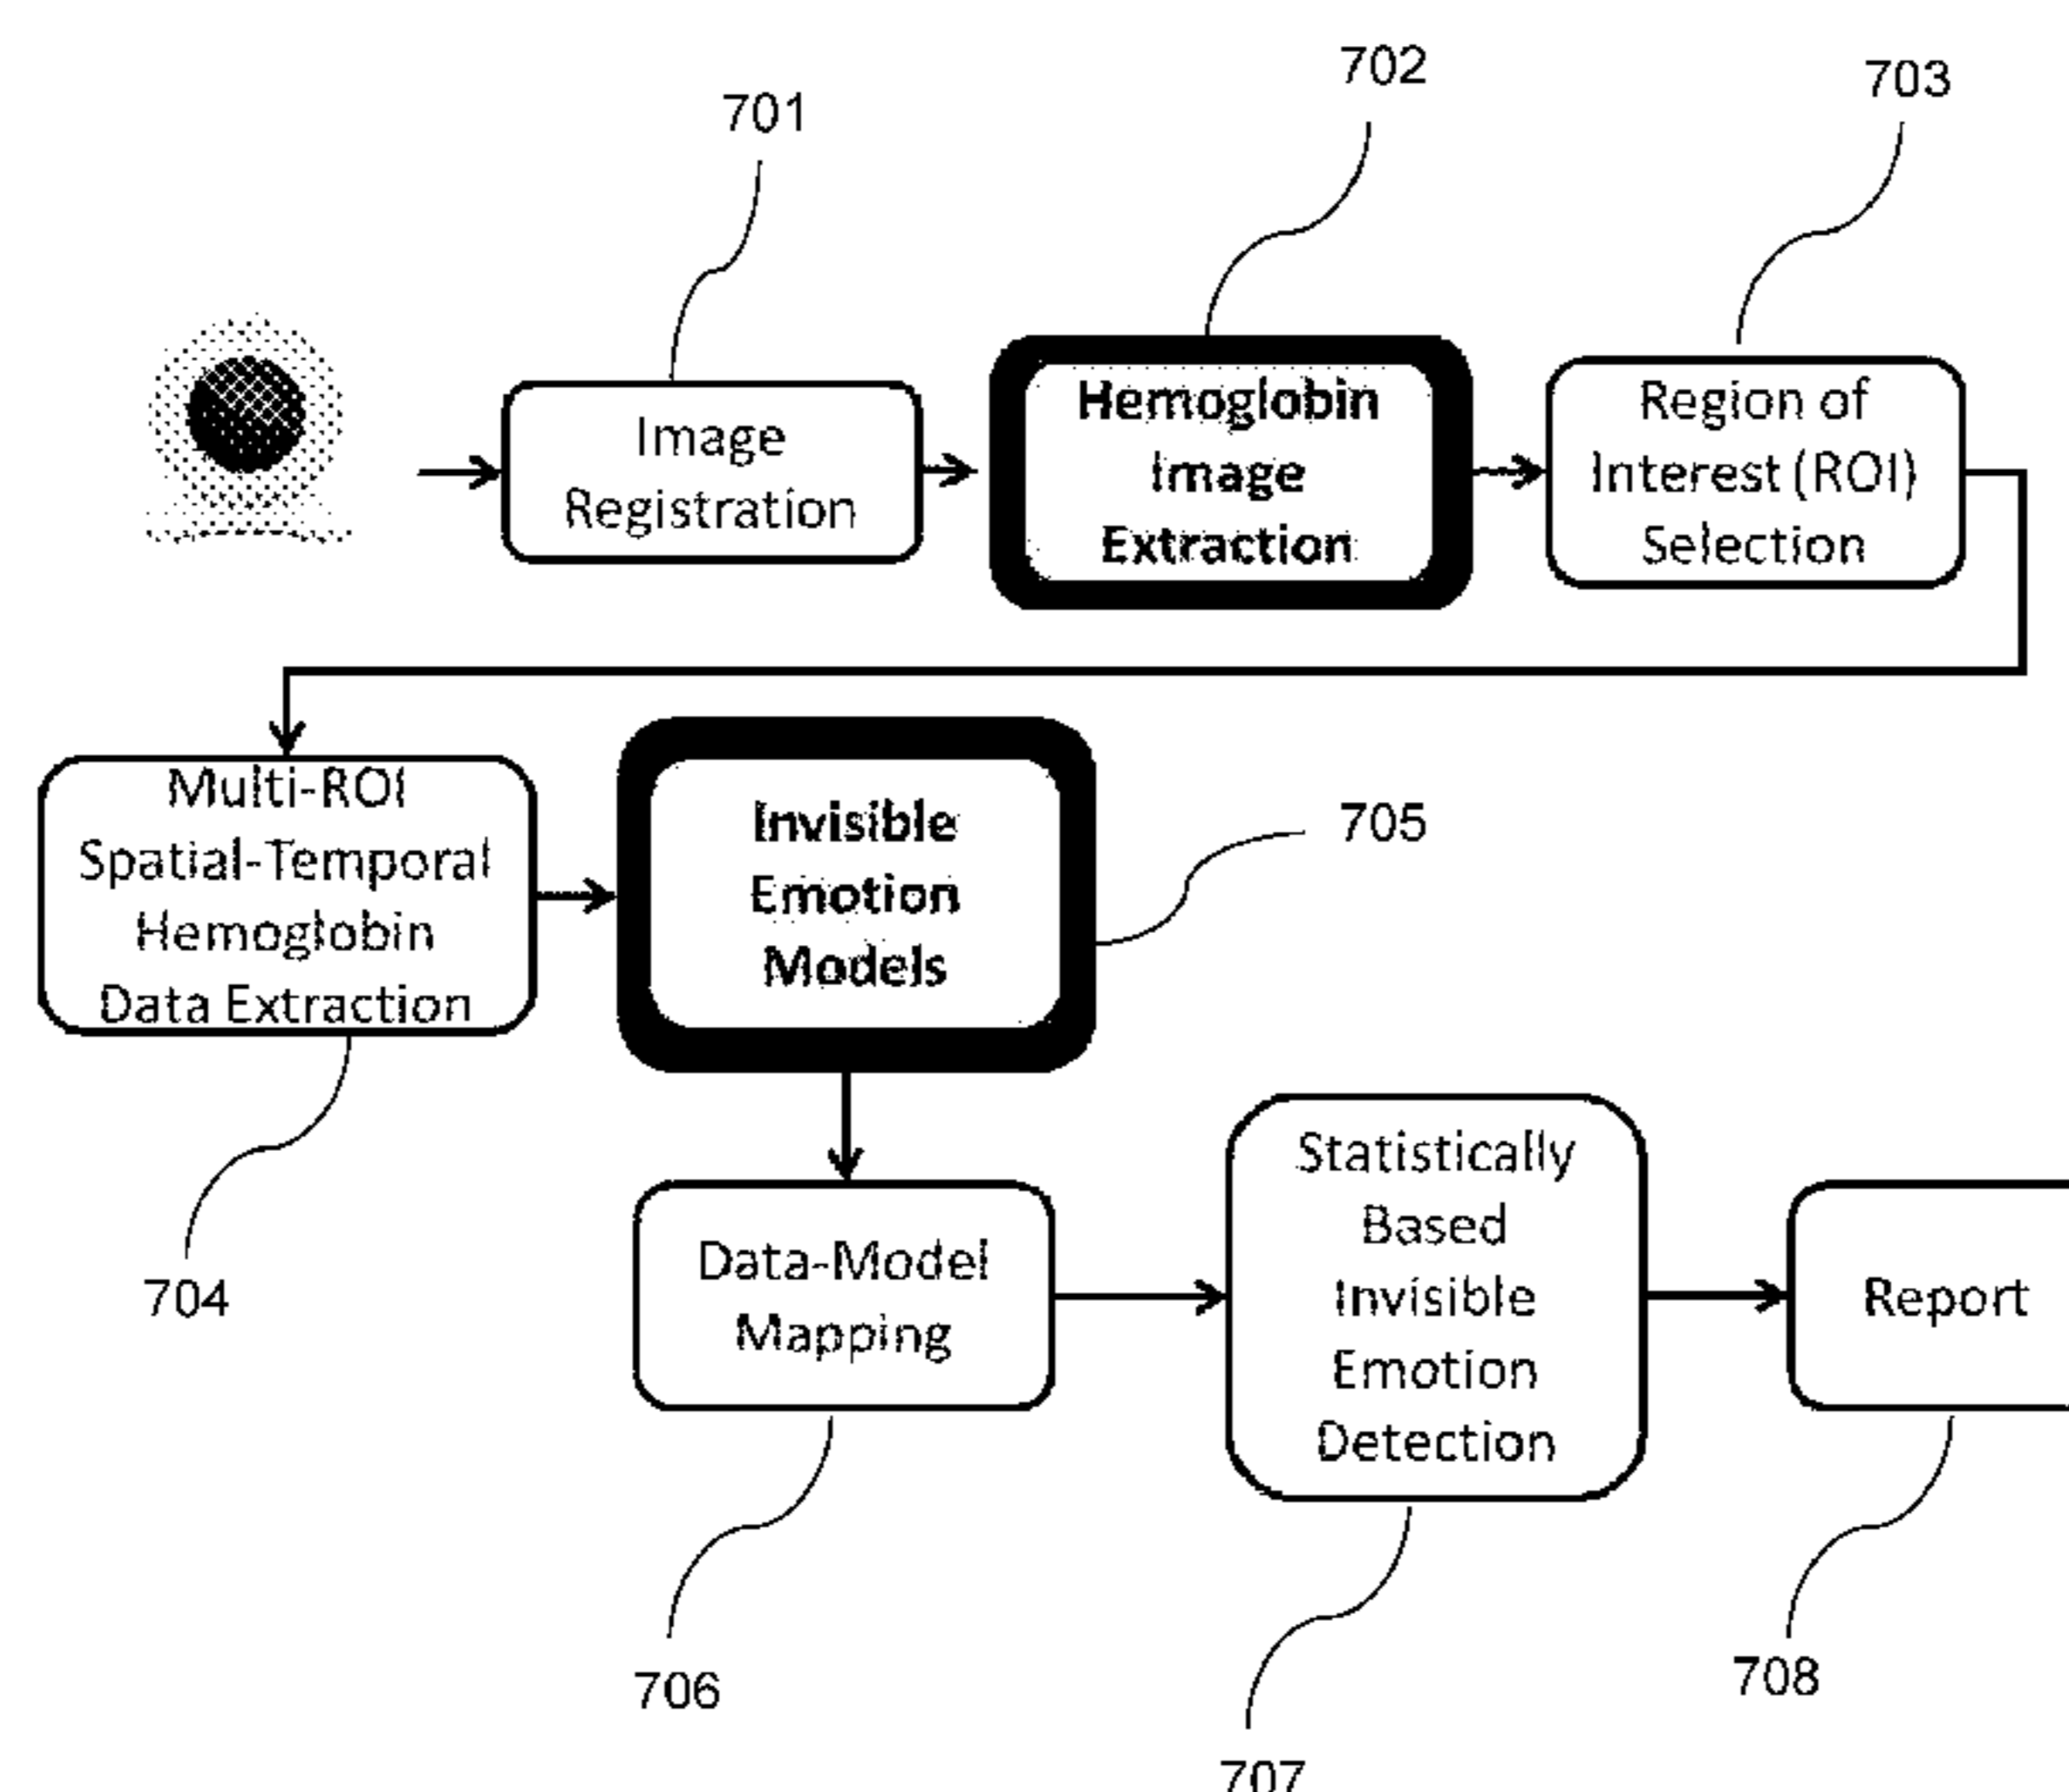 701
702
703
Image
Registration
Hemoglobin
Image
Extraction
Region of
Interest (ROI)
Selection
Multi-ROI
Spatial-Temporal
Hemoglobin
Data Extraction
Invisible
Emotion
Models
705
704
Data-Model
Mapping
Statistically
Based
Invisible
Emotion
Detection
Report
706
707
708